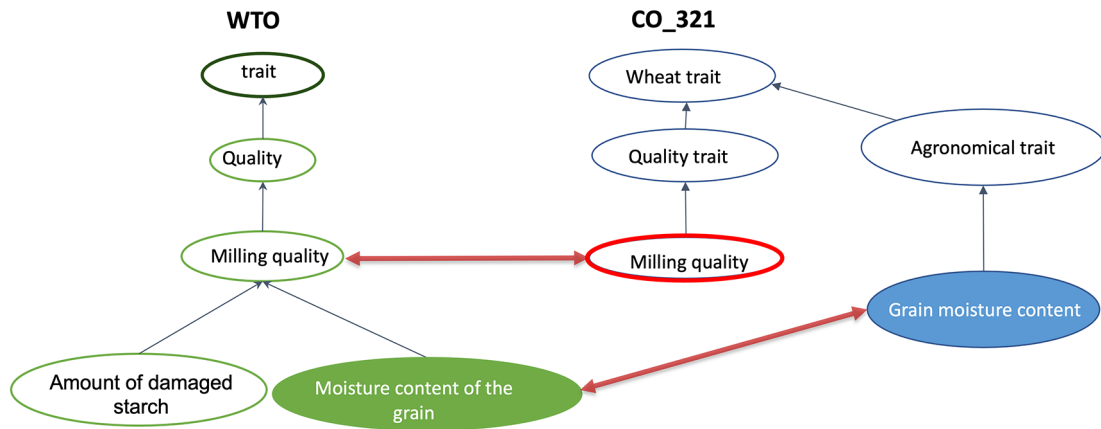 WTO
CO_321
trait
Wheat trait
Quality
Quality trait
Agronomical trait
Milling quality
Milling quality
Grain moisture content
Amount of damaged
starch
Moisture content of the
grain